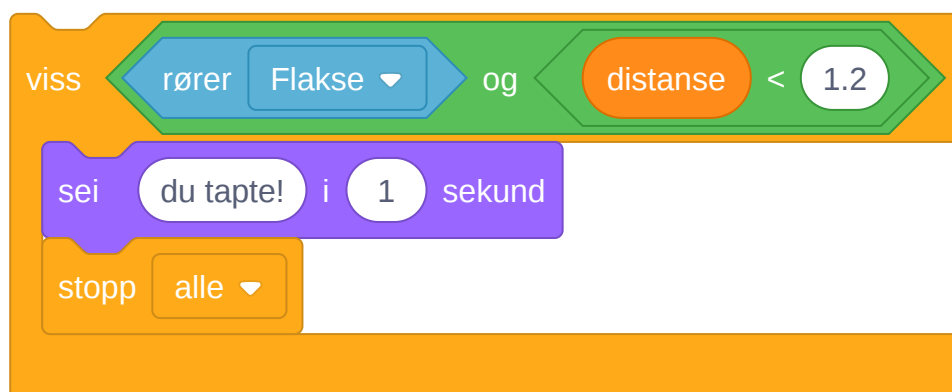 viss rører Flakse og distanse < 1.2
sei du tapte! i 1 sekund
stopp alle